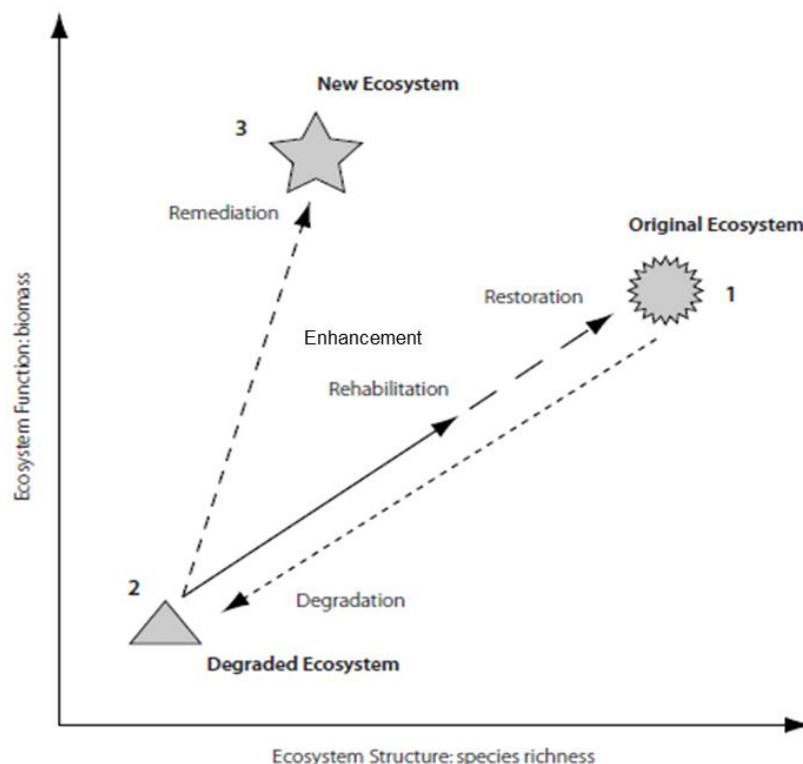 New Ecosystem
3
Remediation
Original Ecosystem
1
Restoration
Enhancement
Rehabilitation
Ecosystem Function: biomass
2
Degradation
Degraded Ecosystem
Ecosystem Structure: species richness